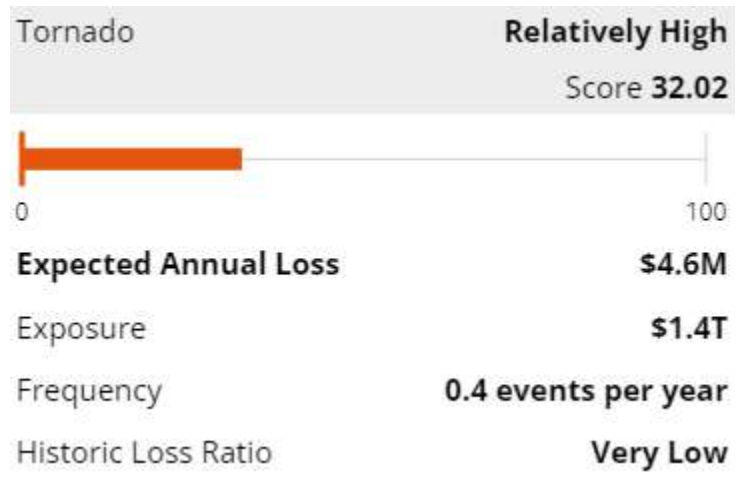 Tornado Relatively High
Score 32.02
0 100
Expected Annual Loss $4.6M
Exposure $1.4T
Frequency 0.4 events per year
Historic Loss Ratio Very Low